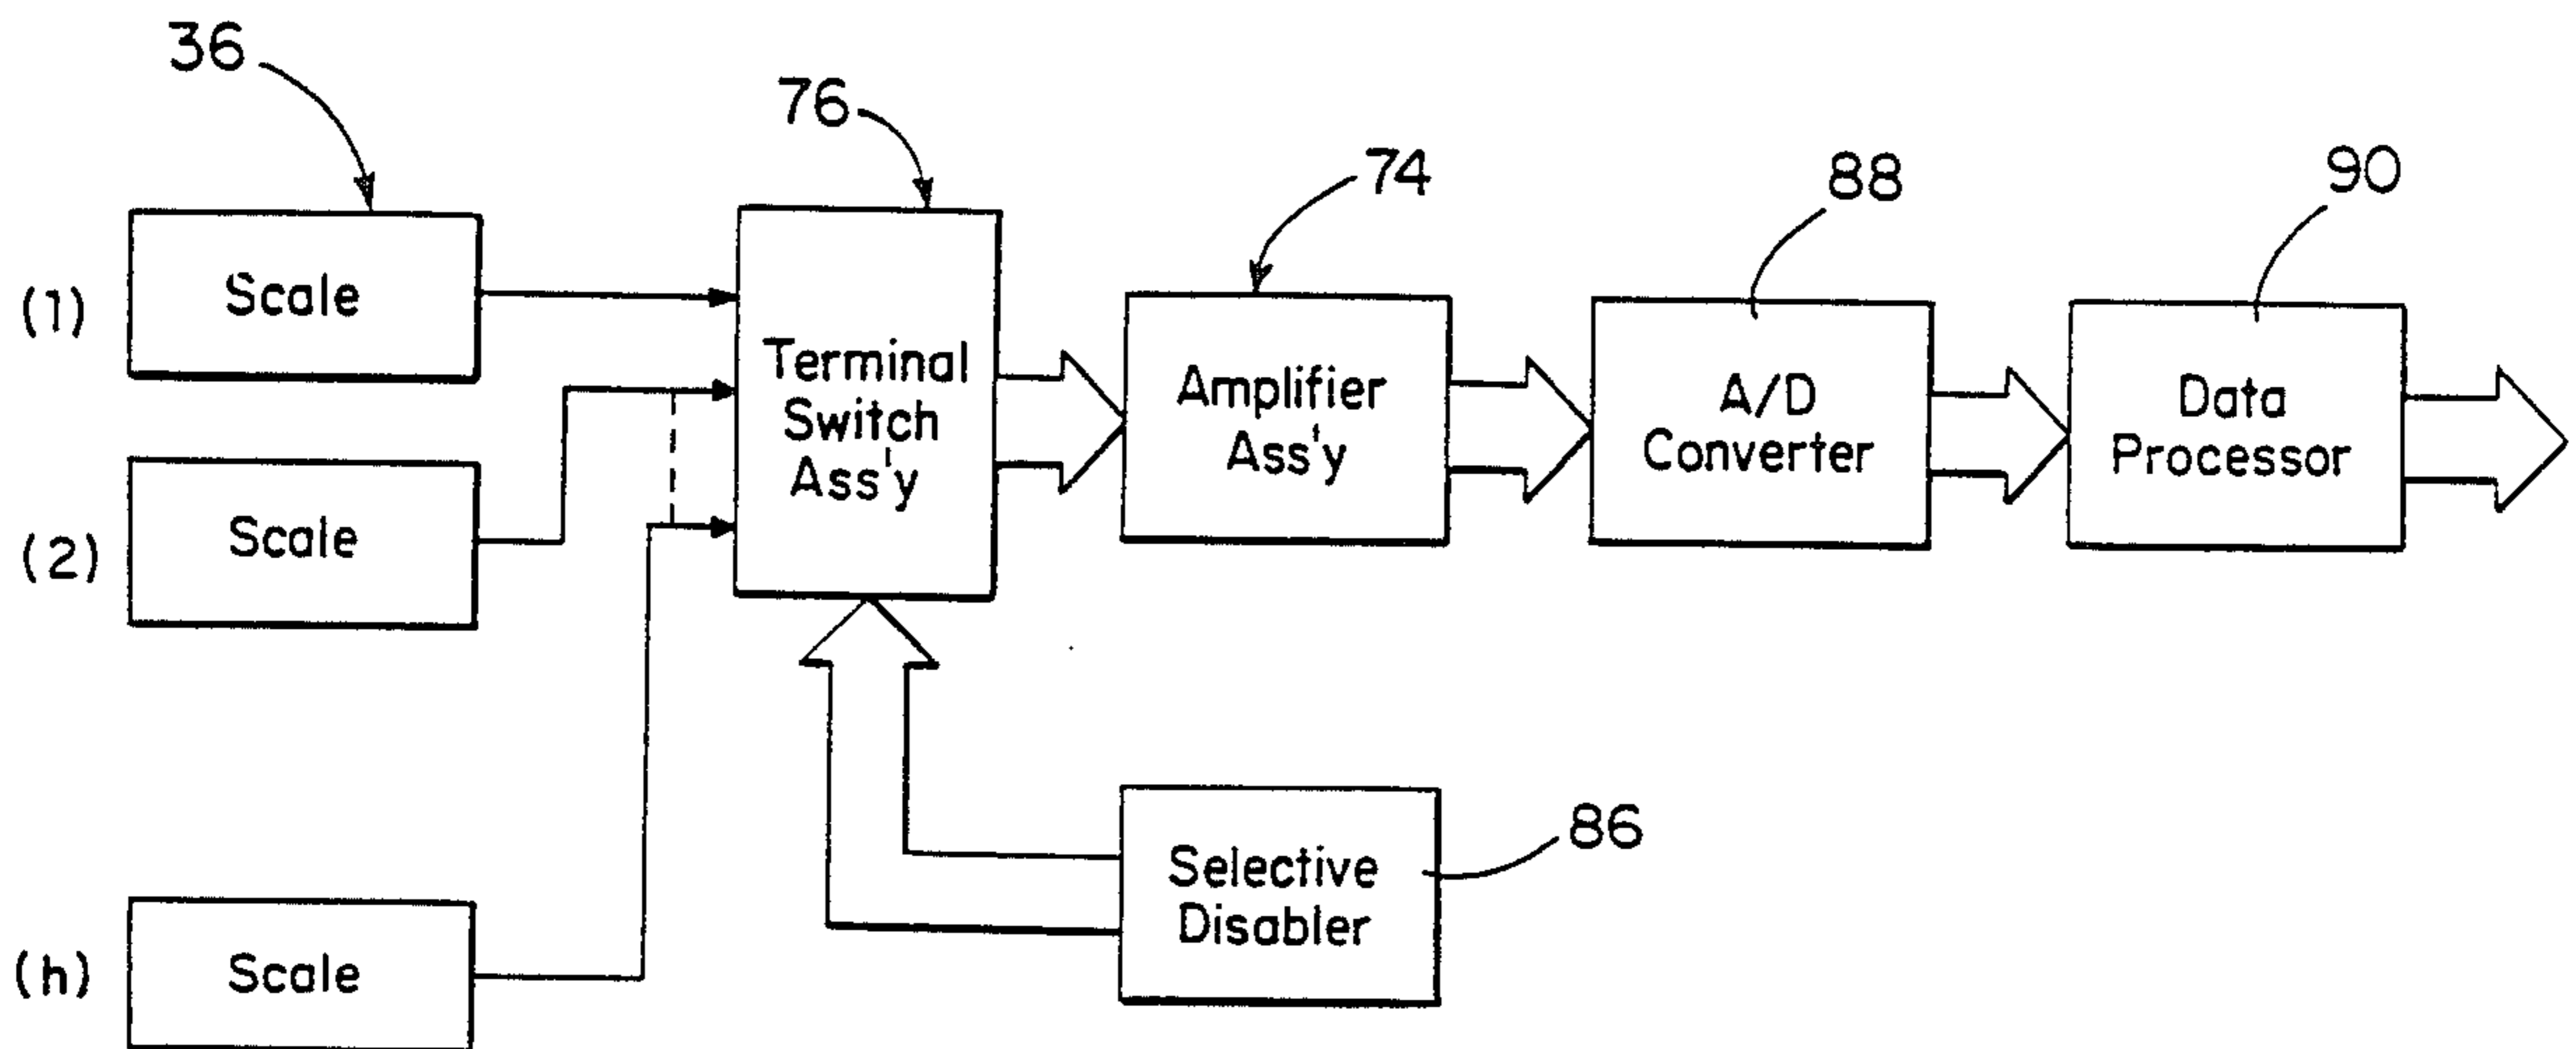 36
76
74
88
90
(1)
Scale
Terminal
Switch
Ass'y
Amplifier
Ass'y
A/D
Converter
Data
Processor
(2)
Scale
86
Selective
Disabler
(h)
Scale